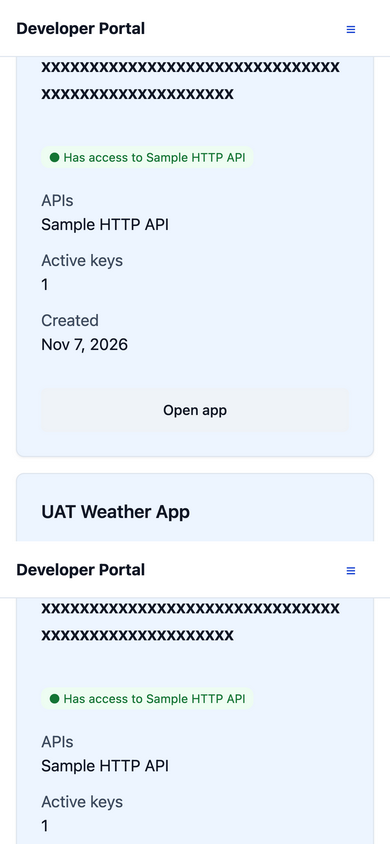 Developer Portal
≡
xxxxxxxxxxxxxxxxxxxxxxxxxxxxxxx
xxxxxxxxxxxxxxxxxxxx
Has access to Sample HTTP API
APIs
Sample HTTP API
Active keys
1
Created
Nov 7, 2026
Open app
UAT Weather App
Developer Portal
≡
xxxxxxxxxxxxxxxxxxxxxxxxxxxxxxx
xxxxxxxxxxxxxxxxxxxx
Has access to Sample HTTP API
APIs
Sample HTTP API
Active keys
1